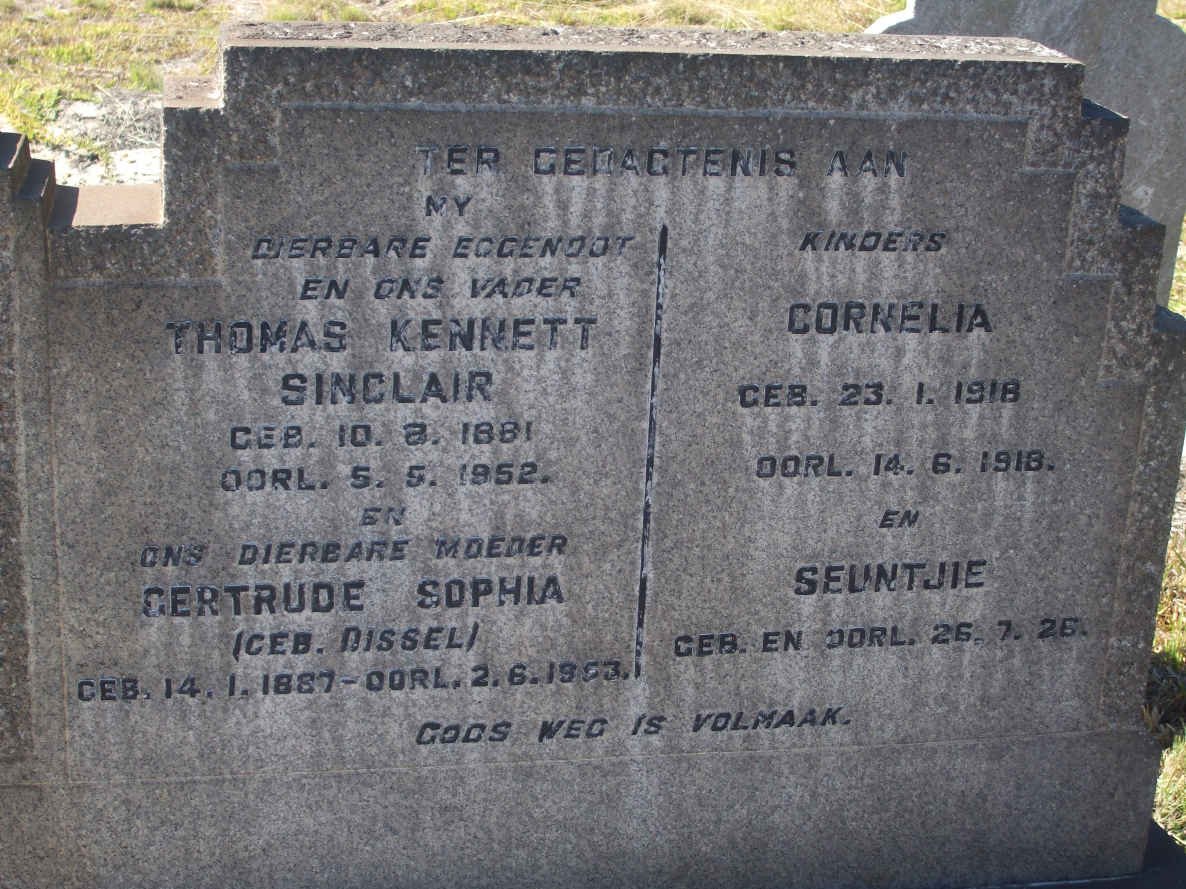 TER GEDAGTENIS AAN
MY
DIERBARE EGGENOOT
EN ONS VADER
THOMAS KENNETT
SINCLAIR
GEB. 10. 8. 1881
OORL. 5. 5. 1952.
EN
ONS DIERBARE MOEDER
GERTRUDE SOPHIA
(GEB. DISSEL)
GEB. 14. 1. 1887-OORL. 2. 6. 1953.
KINDERS
CORNELIA
GEB. 23. 1. 1918
OORL. 14. 6. 1918.
EN
SEUNTJIE
GEB. EN OORL. 26. 7. 26.
GODS WEG IS VOLMAAK.